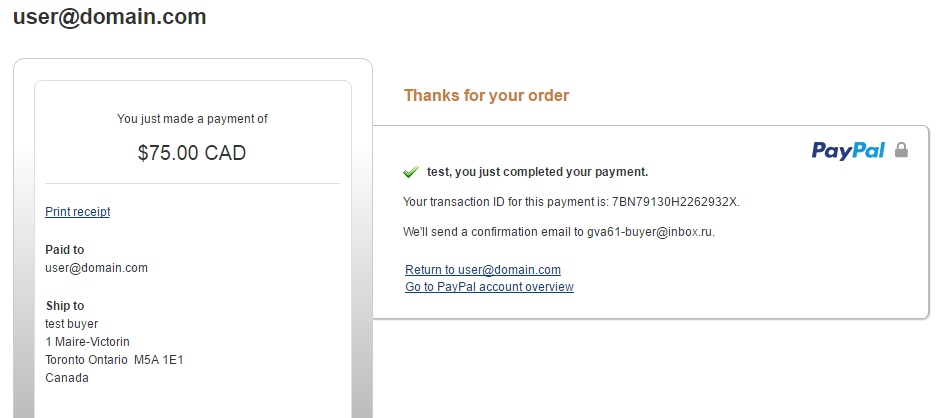 user@domain.com
You just made a payment of
$75.00 CAD
Print receipt
Paid to
user@domain.com
Ship to
test buyer
1 Maire-Victorin
Toronto Ontario  M5A 1E1
Canada
Thanks for your order
PayPal
test, you just completed your payment.
Your transaction ID for this payment is: 7BN79130H2262932X.
We'll send a confirmation email to gva61-buyer@inbox.ru.
Return to user@domain.com
Go to PayPal account overview